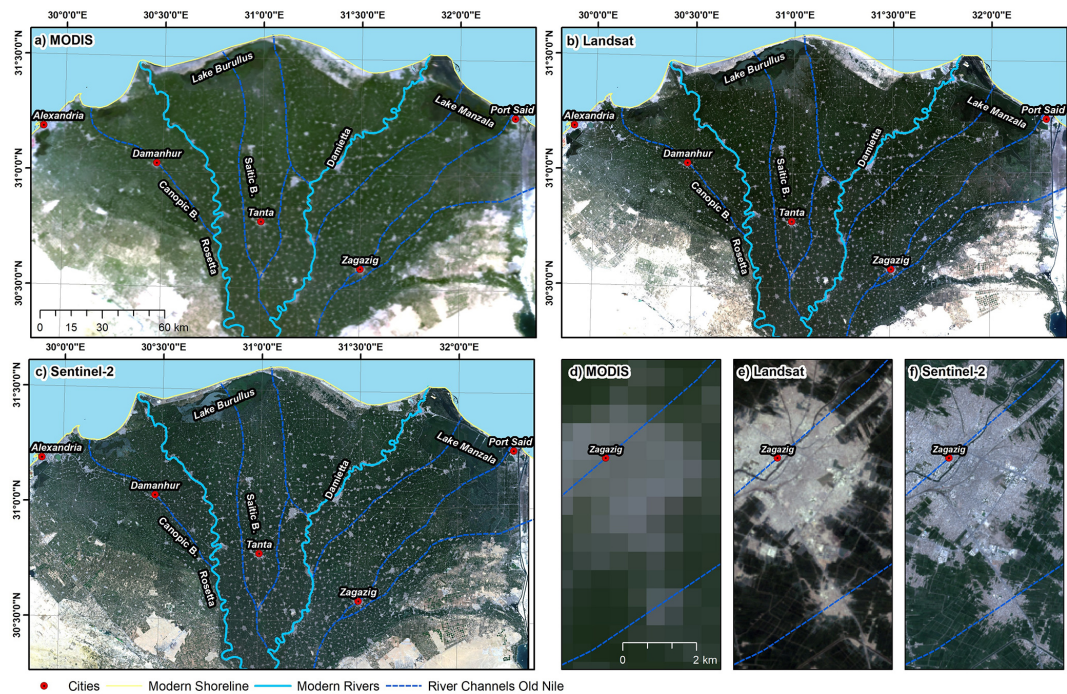 30°0'0"N 30°30'0"N 31°0'0"N 31°30'0"N 32°0'0"N
30°0'0"N 30°30'0"N 31°0'0"N 31°30'0"N 32°0'0"N
31°30'0"N
31°0'0"N
30°30'0"N
a) MODIS
Lake Burullus
Alexandria
Port Said
Lake Manzala
Damietta
Damanhur
Saitic B.
Canopic B.
Tanta
Rosetta
Zagazig
0 15 30 60 km
b) Landsat
Lake Burullus
Alexandria
Port Said
Lake Manzala
Damietta
Damanhur
Saitic B.
Canopic B.
Tanta
Rosetta
Zagazig
31°30'0"N
31°0'0"N
30°30'0"N
30°0'0"N 30°30'0"N 31°0'0"N 31°30'0"N 32°0'0"N
31°30'0"N
31°0'0"N
30°30'0"N
c) Sentinel-2
Lake Burullus
Alexandria
Port Said
Lake Manzala
Damietta
Damanhur
Saitic B.
Canopic B.
Tanta
Rosetta
Zagazig
d) MODIS
Zagazig
0 2 km
e) Landsat
Zagazig
f) Sentinel-2
Zagazig
Cities Modern Shoreline Modern Rivers River Channels Old Nile